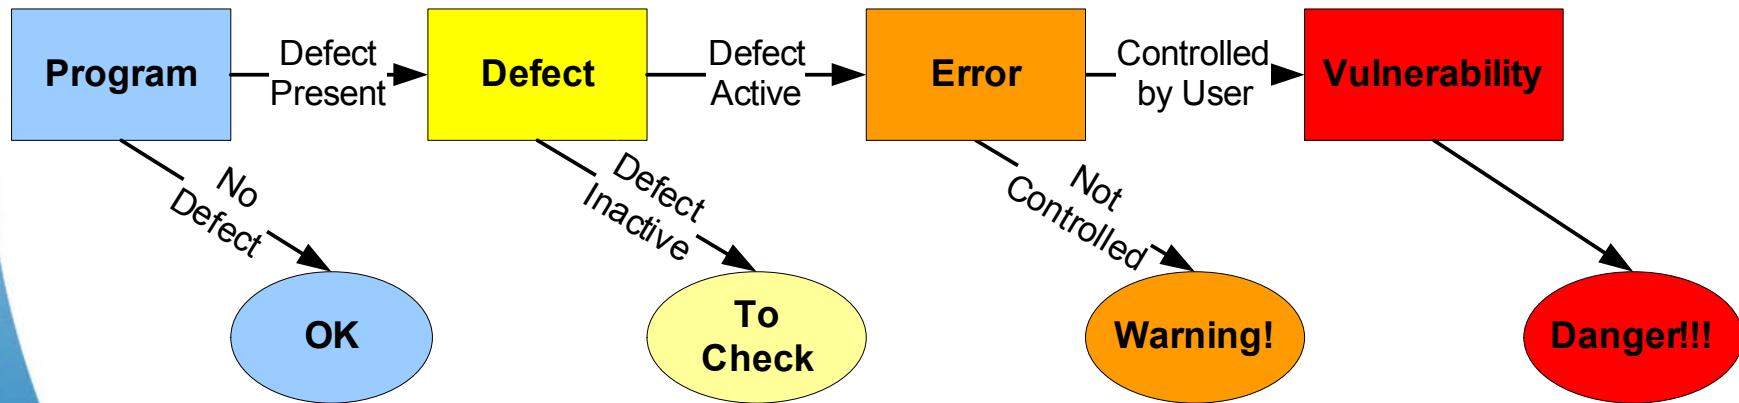 Program
Defect
Present
Defect
Defect
Active
Error
Controlled
by User
Vulnerability
No
Defect
Defect
Inactive
Not
Controlled
OK
To
Check
Warning!
Danger!!!